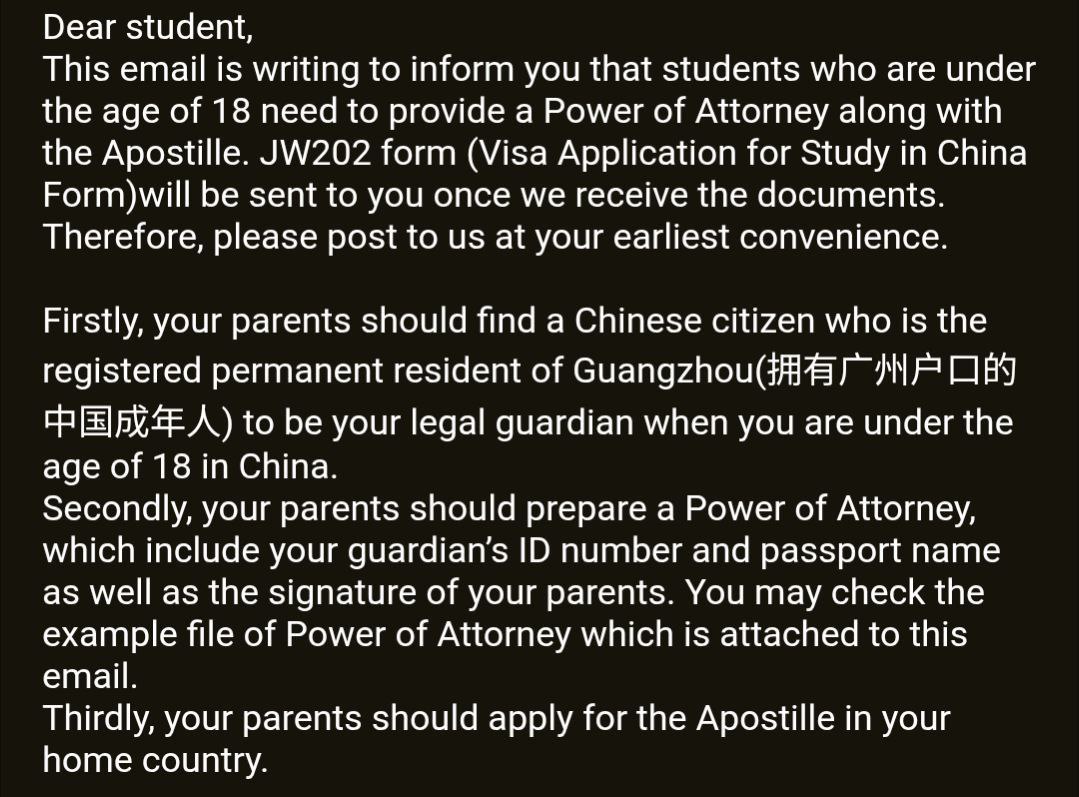 Dear student,
This email is writing to inform you that students who are under
the age of 18 need to provide a Power of Attorney along with
the Apostille. JW202 form (Visa Application for Study in China
Form)will be sent to you once we receive the documents.
Therefore, please post to us at your earliest convenience.
Firstly, your parents should find a Chinese citizen who is the
registered permanent resident of Guangzhou(拥有广州户口的
中国成年人) to be your legal guardian when you are under the
age of 18 in China.
Secondly, your parents should prepare a Power of Attorney,
which include your guardian’s ID number and passport name
as well as the signature of your parents. You may check the
example file of Power of Attorney which is attached to this
email.
Thirdly, your parents should apply for the Apostille in your
home country.